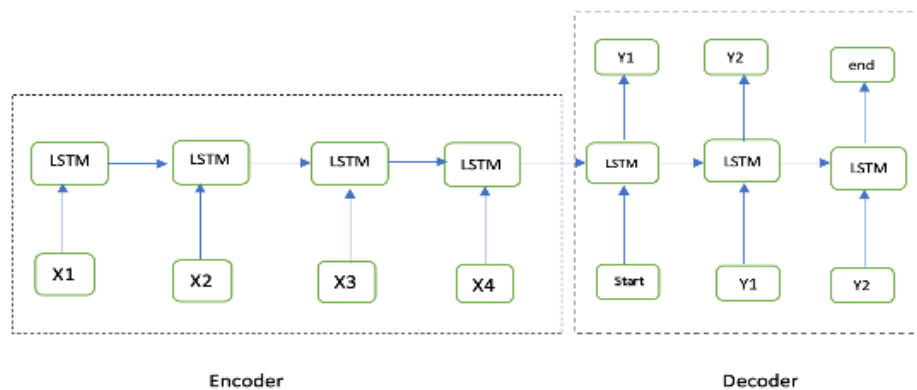 Y1 Y2 end
LSTM LSTM LSTM LSTM LSTM LSTM LSTM
X1 X2 X3 X4 Start Y1 Y2
Encoder Decoder